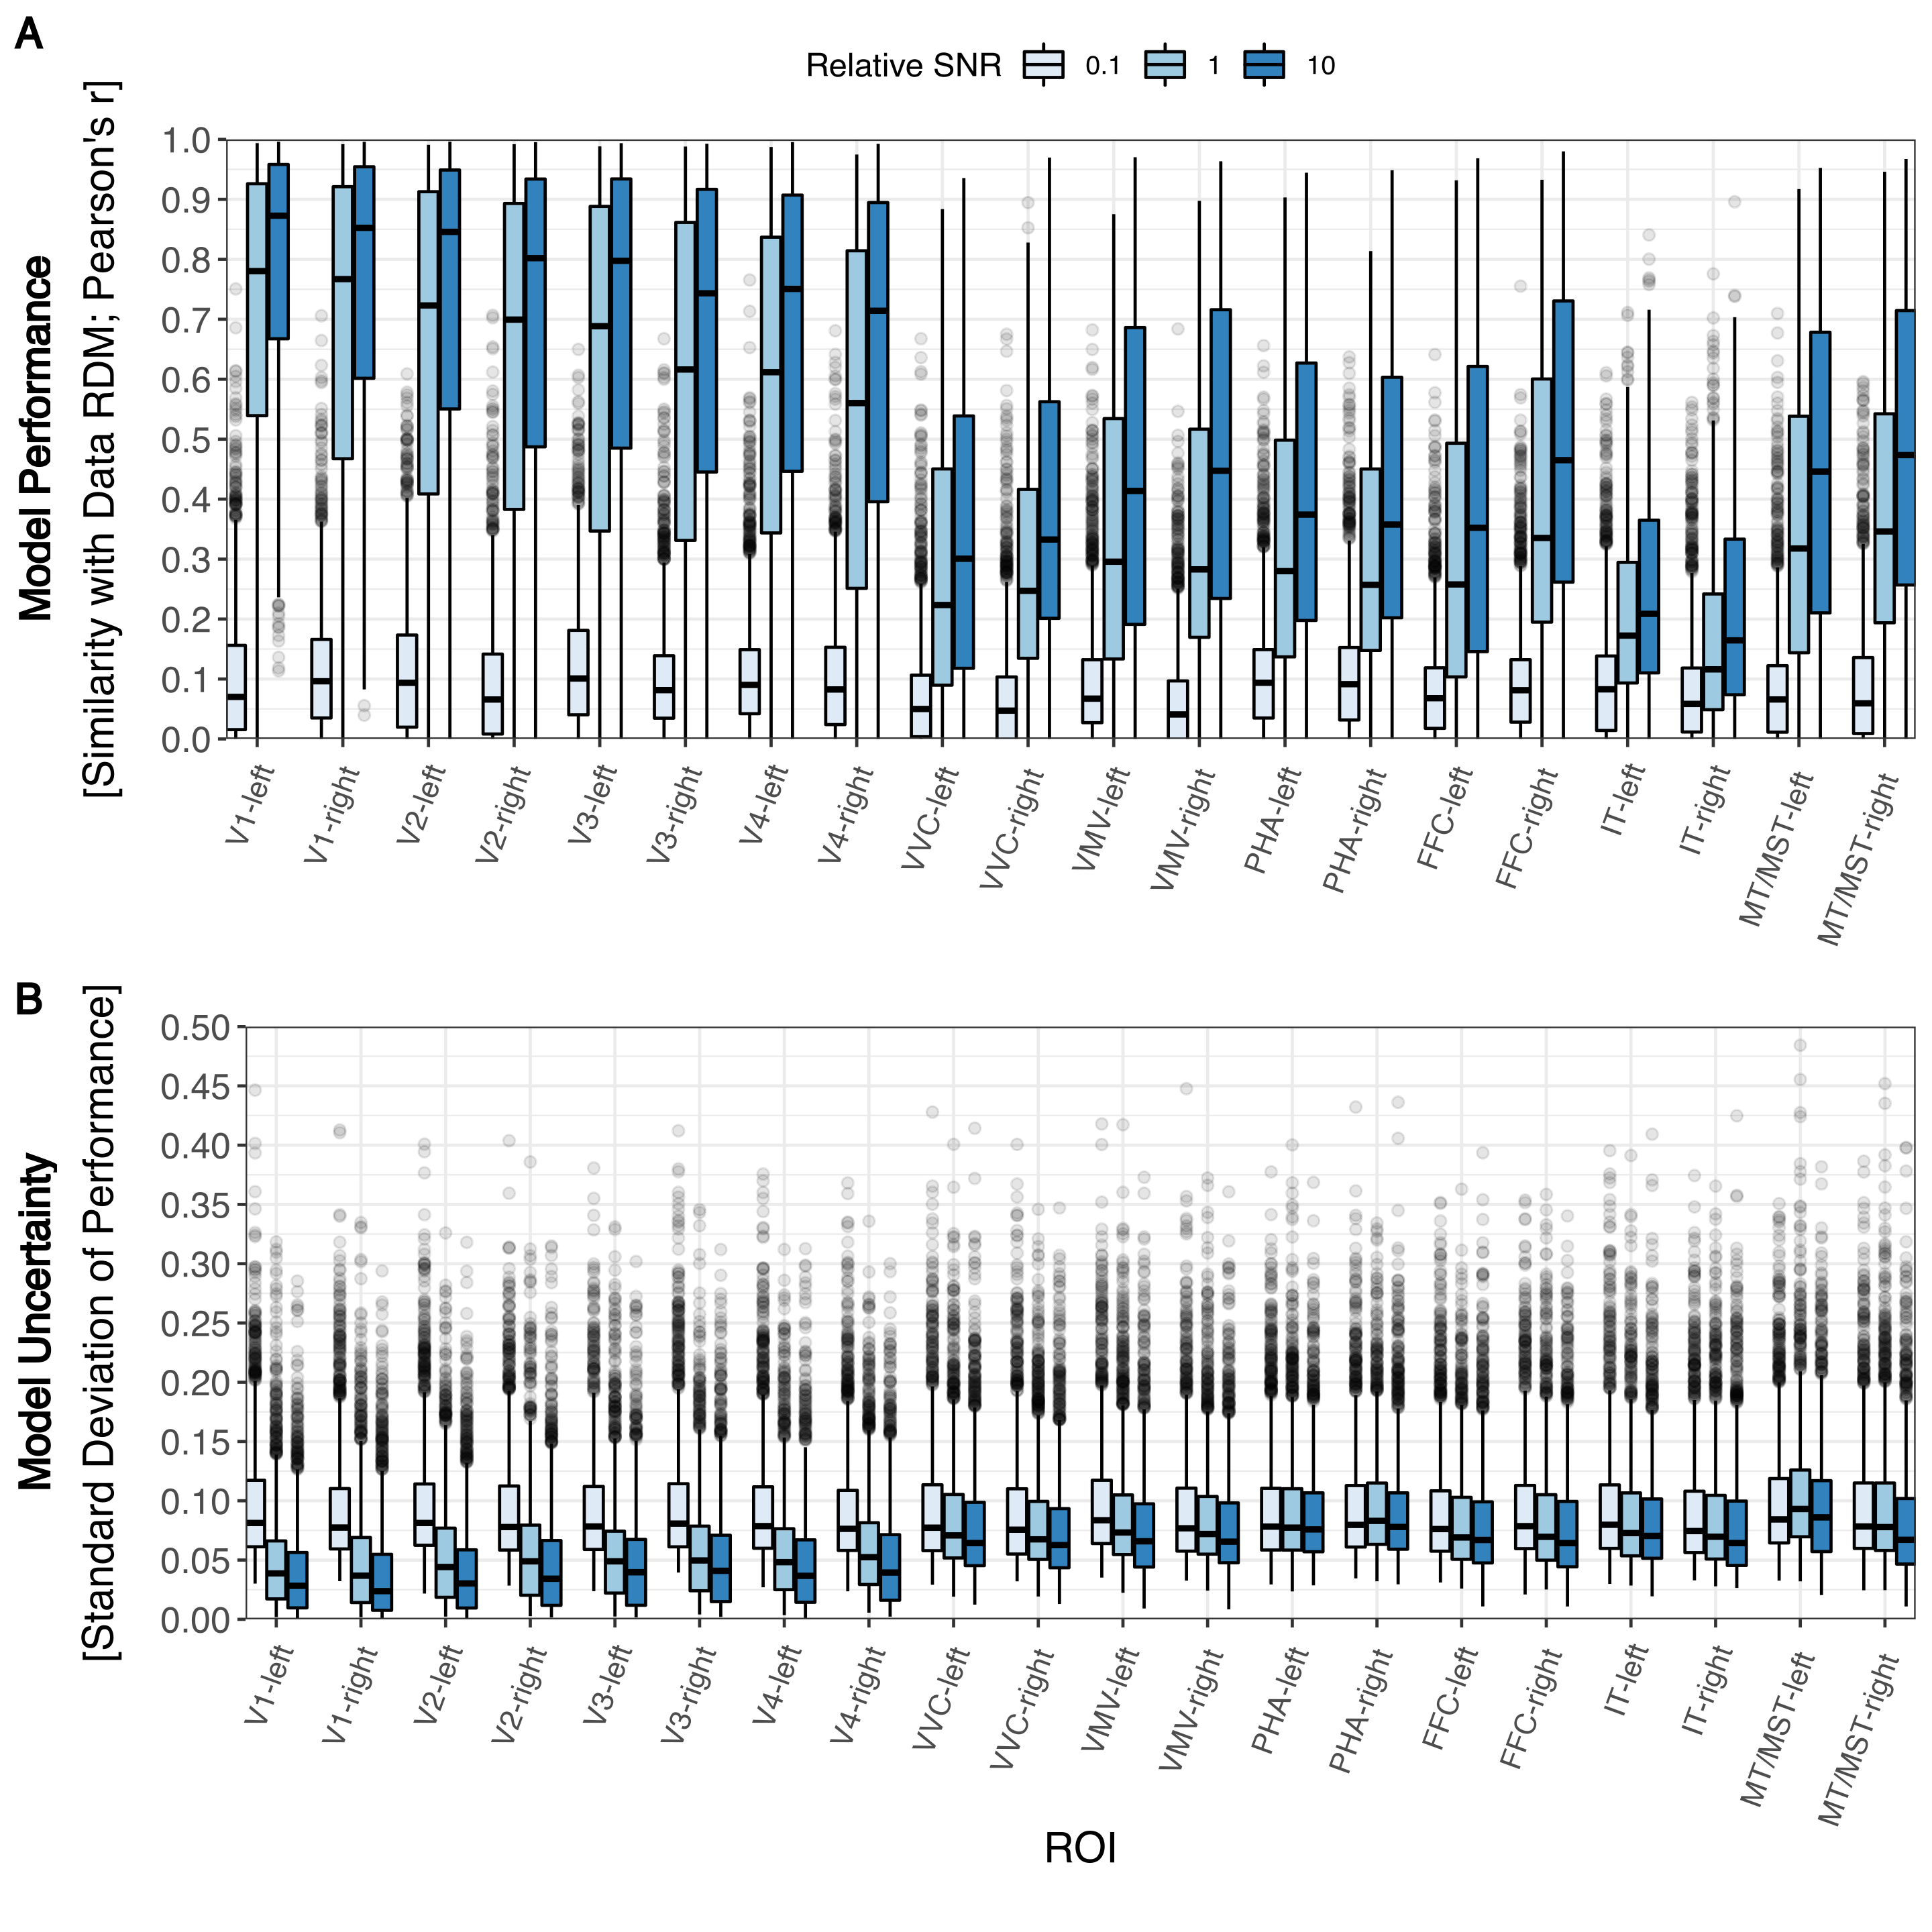 A
Relative SNR 0.1 1 10
Model Performance
[Similarity with Data RDM; Pearson's r]
1.0
0.9
0.8
0.7
0.6
0.5
0.4
0.3
0.2
0.1
0.0
V1-left
V1-right
V2-left
V2-right
V3-left
V3-right
V4-left
V4-right
VVC-left
VVC-right
VMV-left
VMV-right
PHA-left
PHA-right
FFC-left
FFC-right
IT-left
IT-right
MT/MST-left
MT/MST-right
B
Model Uncertainty
[Standard Deviation of Performance]
0.50
0.45
0.40
0.35
0.30
0.25
0.20
0.15
0.10
0.05
0.00
V1-left
V1-right
V2-left
V2-right
V3-left
V3-right
V4-left
V4-right
VVC-left
VVC-right
VMV-left
VMV-right
PHA-left
PHA-right
FFC-left
FFC-right
IT-left
IT-right
MT/MST-left
MT/MST-right
ROI